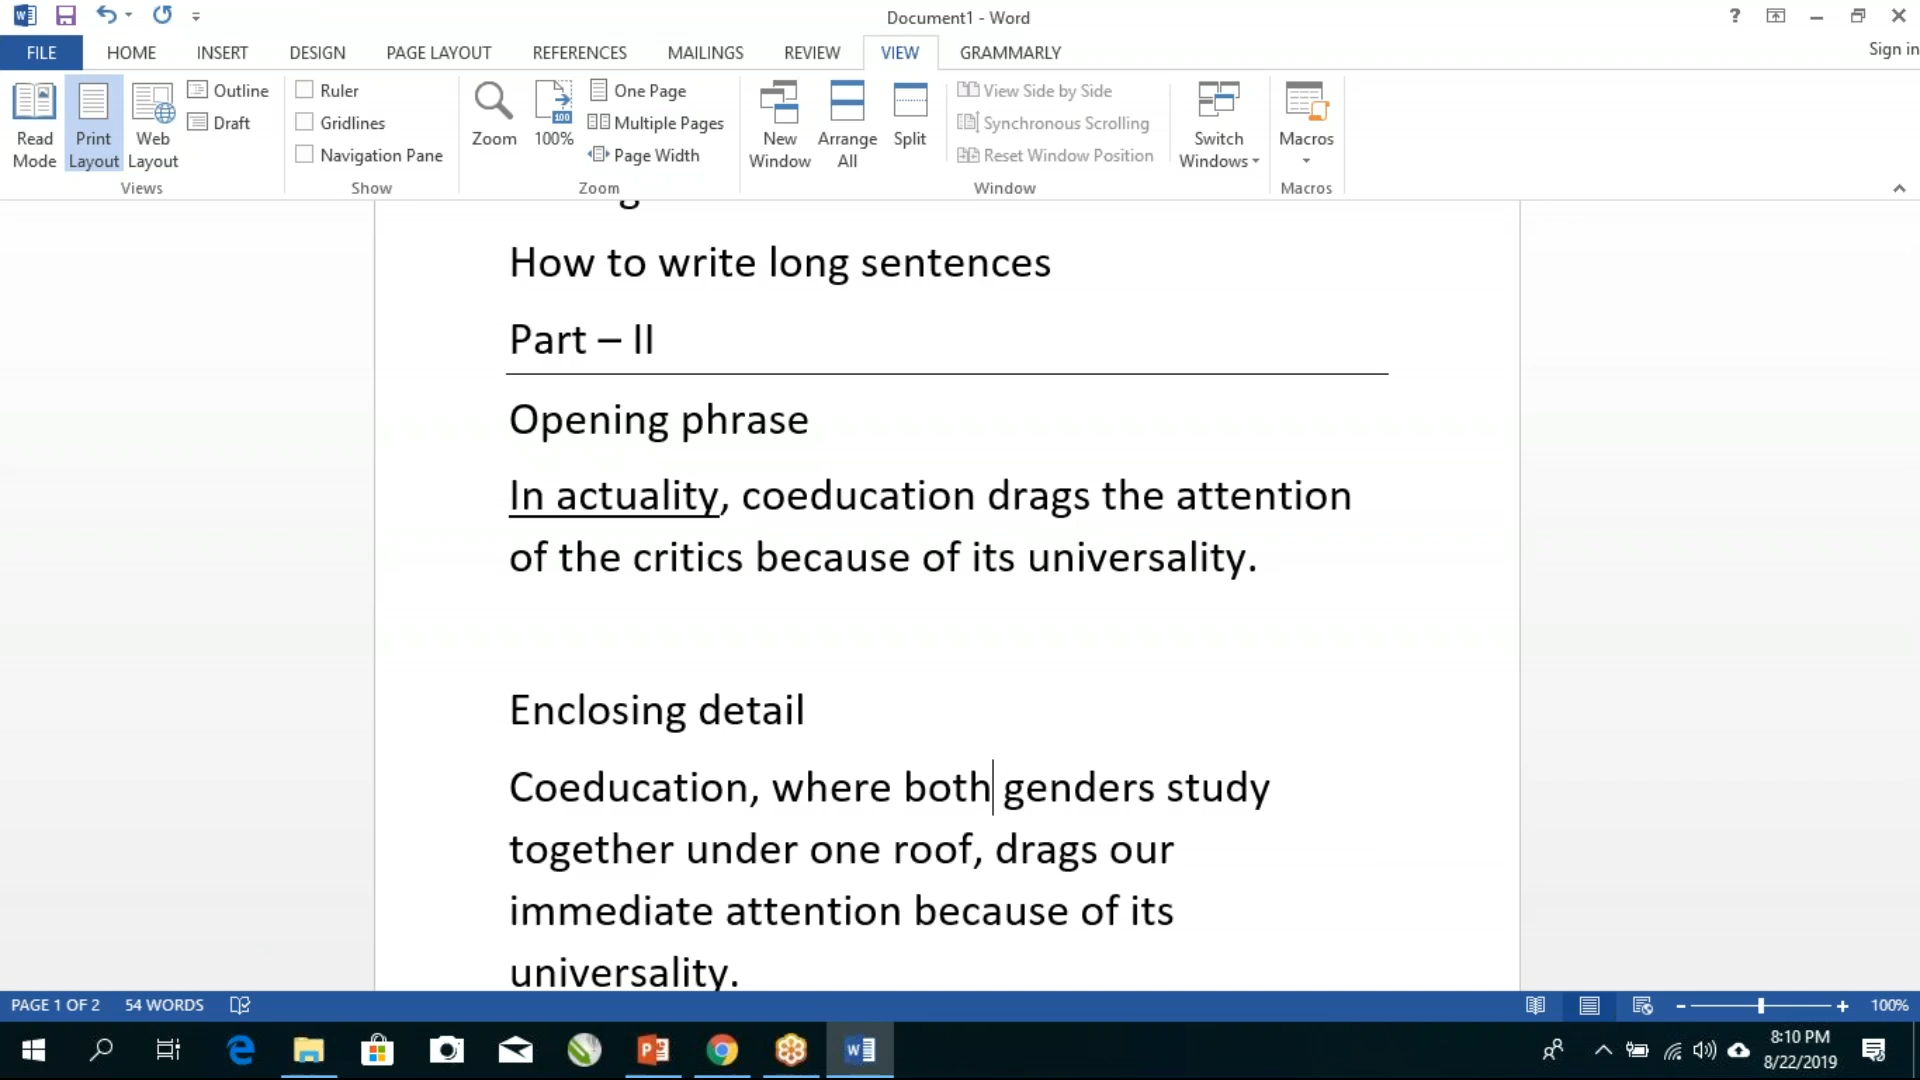 Document1 - Word
? 
FILE HOME INSERT DESIGN PAGE LAYOUT REFERENCES MAILINGS REVIEW VIEW GRAMMARLY Sign in
Read Mode
Print Layout
Web Layout
Outline
Draft
Views
Ruler
Gridlines
Navigation Pane
Show
Zoom
100
100%
One Page
Multiple Pages
Page Width
Zoom
New Window
Arrange All
Split
View Side by Side
Synchronous Scrolling
Reset Window Position
Window
Switch Windows
Macros
Macros
How to write long sentences
Part – II
Opening phrase
In actuality, coeducation drags the attention
of the critics because of its universality.
Enclosing detail
Coeducation, where both genders study
together under one roof, drags our
immediate attention because of its
universality.
PAGE 1 OF 2 54 WORDS 100%
8:10 PM
8/22/2019